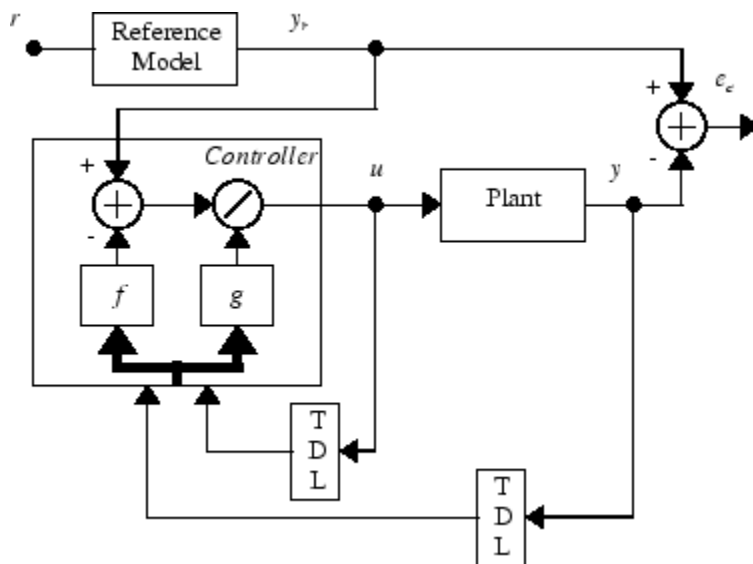 r
Reference
Model
y_r
+
e_c
+
-
Controller
u
Plant
y
+
-
f
g
T
D
L
T
D
L